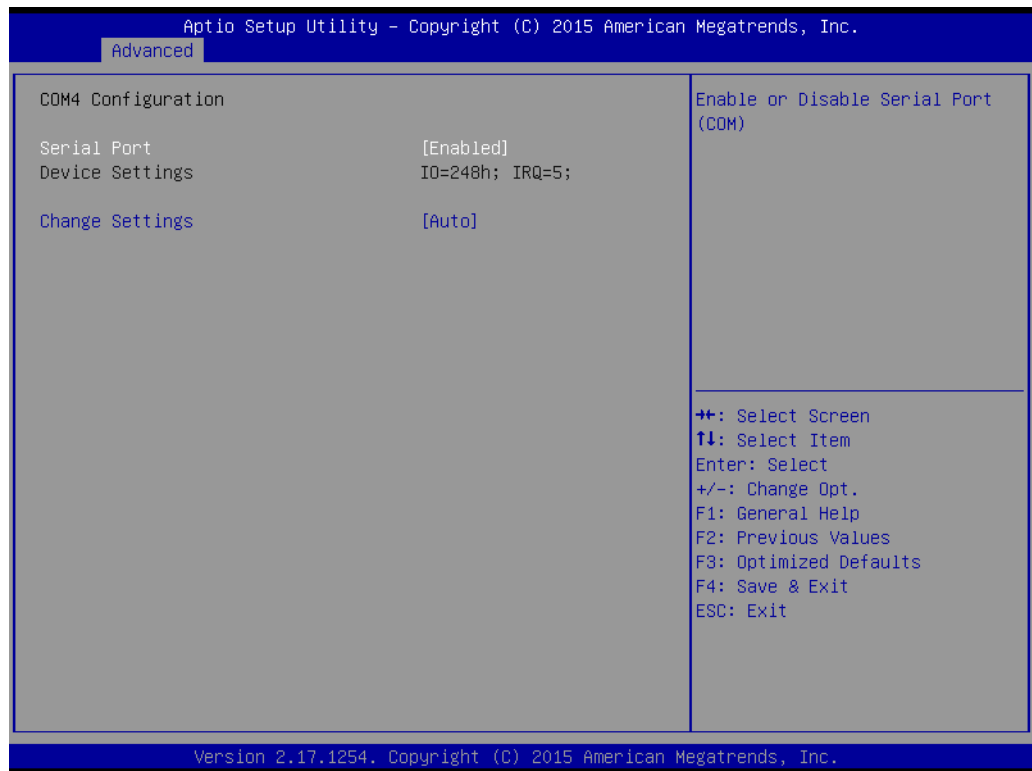 Aptio Setup Utility – Copyright (C) 2015 American Megatrends, Inc.
Advanced
COM4 Configuration
Serial Port [Enabled]
Device Settings IO=248h; IRQ=5;
Change Settings [Auto]
Enable or Disable Serial Port
(COM)
→←: Select Screen
↑↓: Select Item
Enter: Select
+/-: Change Opt.
F1: General Help
F2: Previous Values
F3: Optimized Defaults
F4: Save & Exit
ESC: Exit
Version 2.17.1254. Copyright (C) 2015 American Megatrends, Inc.